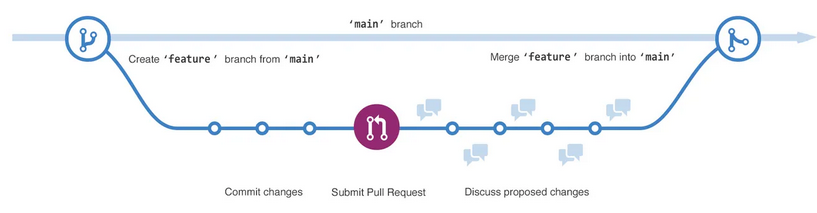 ‘main’ branch
Create ‘feature ’ branch from ‘main’
Merge ‘feature ’ branch into ‘main’
Commit changes
Submit Pull Request
Discuss proposed changes